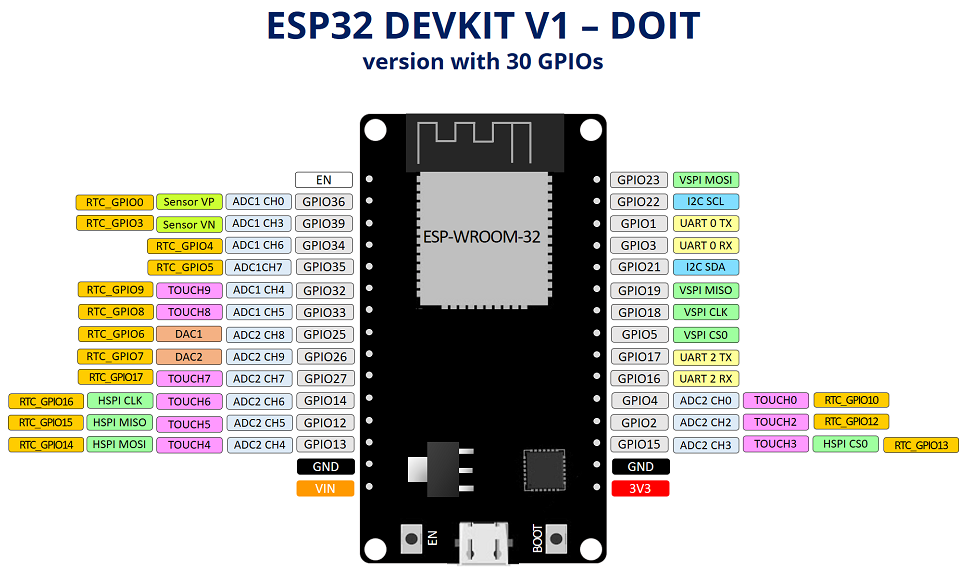 ESP32 DEVKIT V1 – DOIT
version with 30 GPIOs
EN
RTC_GPIO0 Sensor VP ADC1 CH0 GPIO36
RTC_GPIO3 Sensor VN ADC1 CH3 GPIO39
RTC_GPIO4 ADC1 CH6 GPIO34
RTC_GPIO5 ADC1CH7 GPIO35
RTC_GPIO9 TOUCH9 ADC1 CH4 GPIO32
RTC_GPIO8 TOUCH8 ADC1 CH5 GPIO33
RTC_GPIO6 DAC1 ADC2 CH8 GPIO25
RTC_GPIO7 DAC2 ADC2 CH9 GPIO26
RTC_GPIO17 TOUCH7 ADC2 CH7 GPIO27
RTC_GPIO16 HSPI CLK TOUCH6 ADC2 CH6 GPIO14
RTC_GPIO15 HSPI MISO TOUCH5 ADC2 CH5 GPIO12
RTC_GPIO14 HSPI MOSI TOUCH4 ADC2 CH4 GPIO13
GND
VIN
ESP-WROOM-32
EN
BOOT
GPIO23 VSPI MOSI
GPIO22 I2C SCL
GPIO1 UART 0 TX
GPIO3 UART 0 RX
GPIO21 I2C SDA
GPIO19 VSPI MISO
GPIO18 VSPI CLK
GPIO5 VSPI CS0
GPIO17 UART 2 TX
GPIO16 UART 2 RX
GPIO4 ADC2 CH0 TOUCH0 RTC_GPIO10
GPIO2 ADC2 CH2 TOUCH2 RTC_GPIO12
GPIO15 ADC2 CH3 TOUCH3 HSPI CS0 RTC_GPIO13
GND
3V3